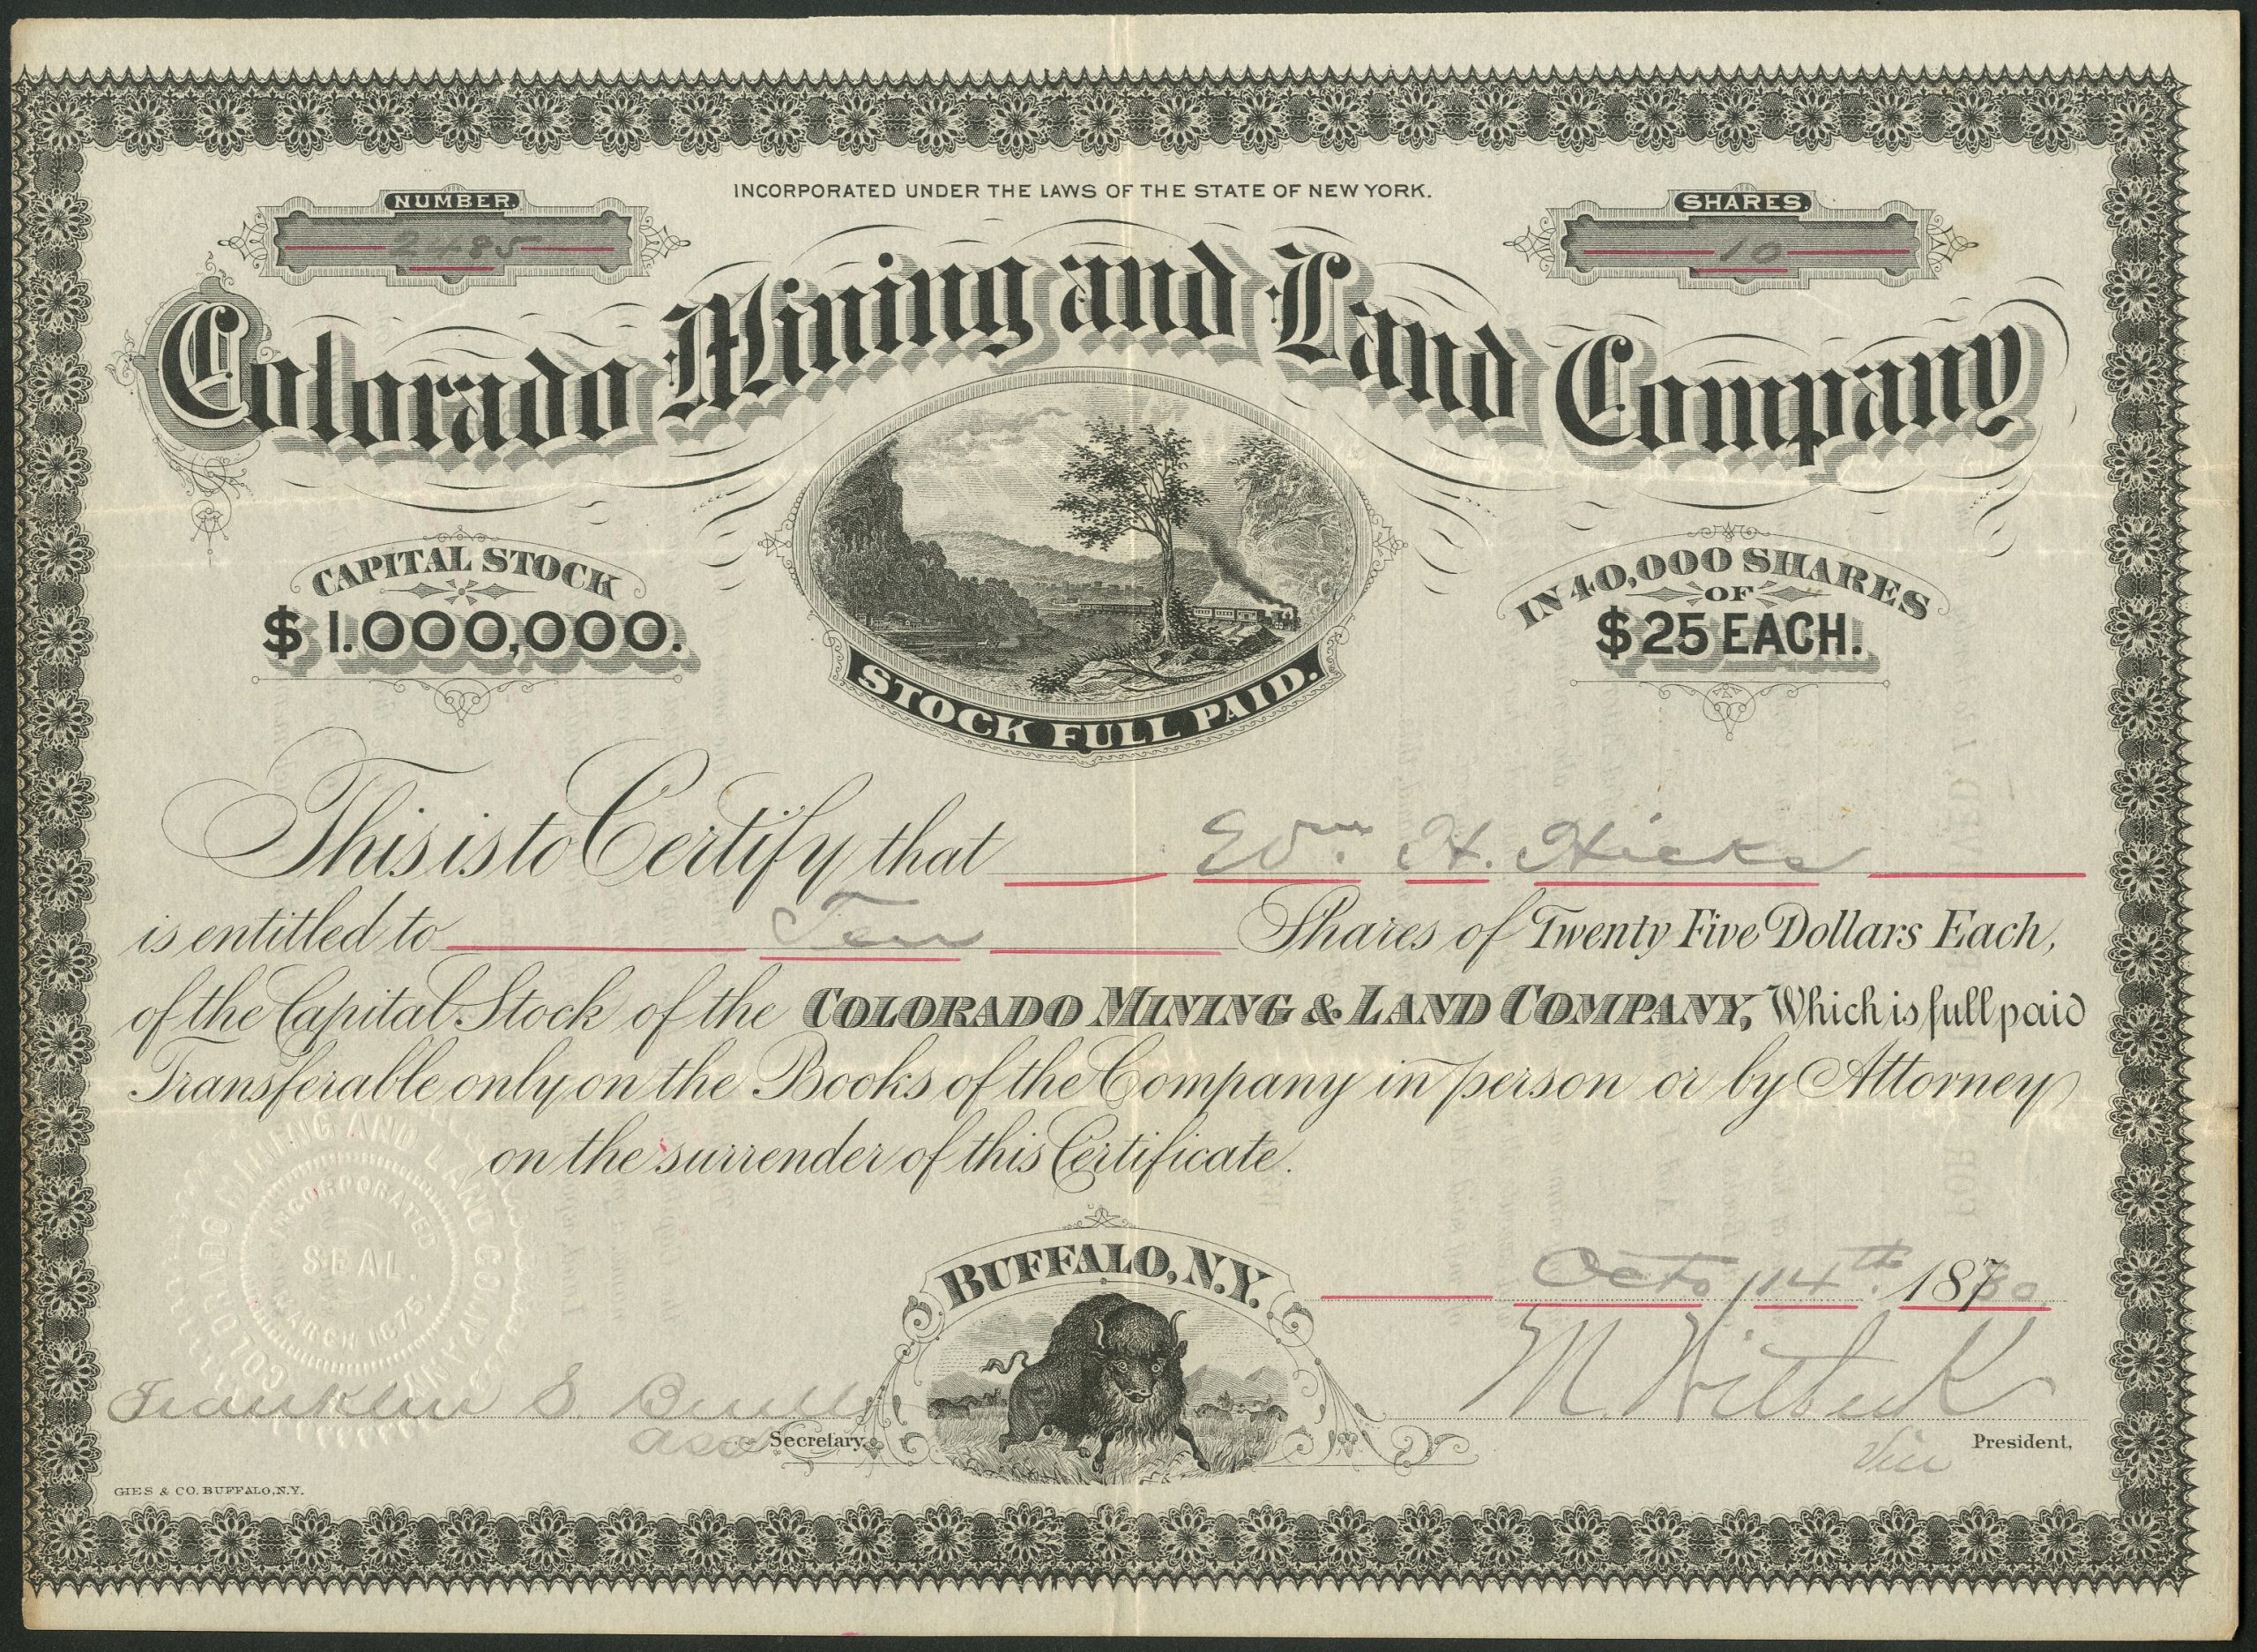 INCORPORATED UNDER THE LAWS OF THE STATE OF NEW YORK.
NUMBER.
2485
SHARES.
10
Colorado Mining and Land Company
CAPITAL STOCK
$1.000,000.
IN 40,000 SHARES
OF
$25 EACH.
STOCK FULL PAID.
This is to Certify that Wm. H. Hicks
is entitled to Ten Shares of Twenty Five Dollars Each,
of the Capital Stock of the COLORADO MINING & LAND COMPANY, Which is full paid
Transferable only on the Books of the Company in person or by Attorney
on the surrender of this Certificate.
COLORADO MINING AND LAND COMPANY
INCORPORATED
SEAL.
MARCH 1875.
BUFFALO, N.Y. Octo 14th 1880
Franklin S.
Secretary.
M.
Vice President.
GIES & CO. BUFFALO, N.Y.